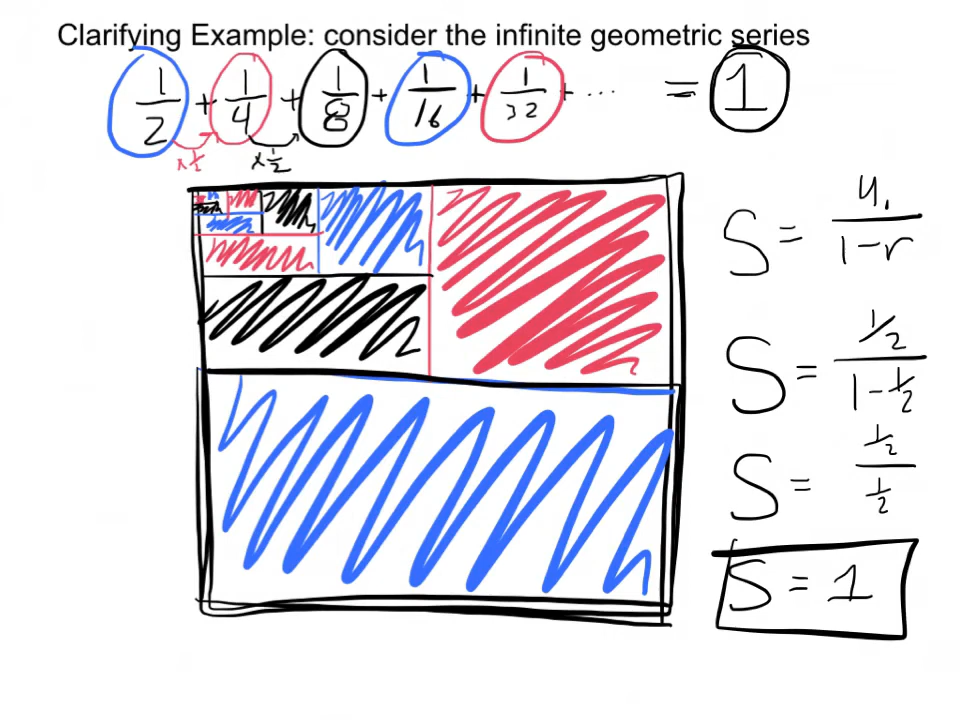 Clarifying Example: consider the infinite geometric series
1/2 + 1/4 + 1/8 + 1/16 + 1/32 + ... = 1
x 1/2 x 1/2
S = u₁/(1-r)
S = (1/2)/(1-1/2)
S = (1/2)/(1/2)
S = 1